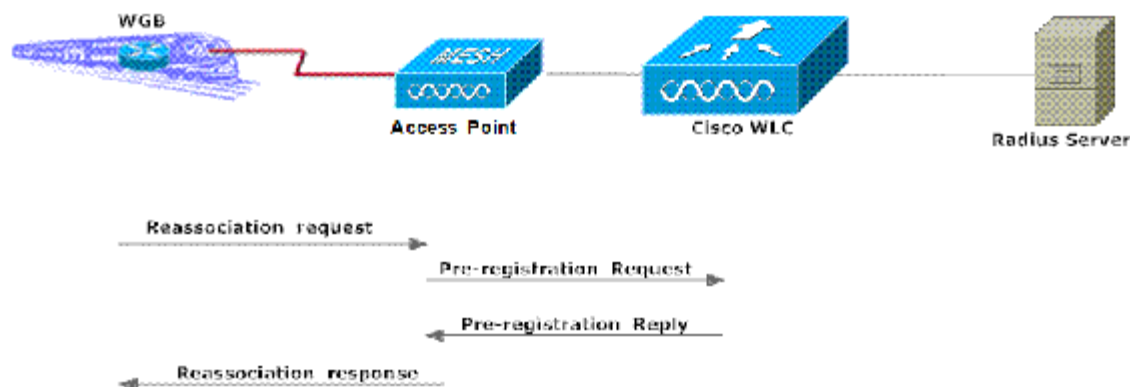 WGB
MESH
Access Point
Cisco WLC
Radius Server
Reassociation request
Pre-registration Request
Pre-registration Reply
Reassociation response